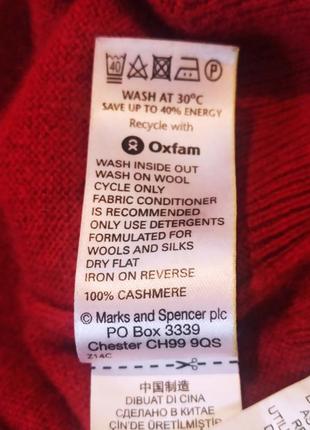 40 P
WASH AT 30°C
SAVE UP TO 40% ENERGY
Recycle with
Oxfam
WASH INSIDE OUT
WASH ON WOOL
CYCLE ONLY
FABRIC CONDITIONER
IS RECOMMENDED
ONLY USE DETERGENTS
FORMULATED FOR
WOOLS AND SILKS
DRY FLAT
IRON ON REVERSE
100% CASHMERE
© Marks and Spencer plc
PO Box 3339
Chester CH99 9QS
Z14C
中国制造
DIBUAT DI CINA
СДЕЛАНО В КИТАЕ
ÇİN'DE ÜRETİLMİŞTİR